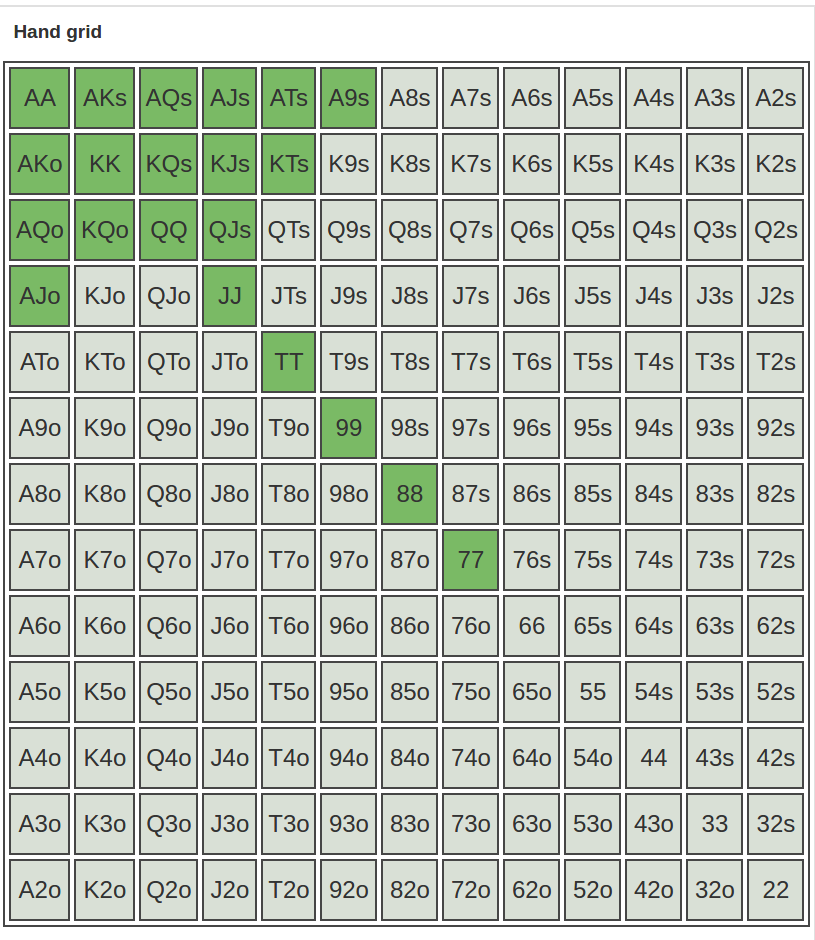 Hand grid
AA AKs AQs AJs ATs A9s A8s A7s A6s A5s A4s A3s A2s
AKo KK KQs KJs KTs K9s K8s K7s K6s K5s K4s K3s K2s
AQo KQo QQ QJs QTs Q9s Q8s Q7s Q6s Q5s Q4s Q3s Q2s
AJo KJo QJo JJ JTs J9s J8s J7s J6s J5s J4s J3s J2s
ATo KTo QTo JTo TT T9s T8s T7s T6s T5s T4s T3s T2s
A9o K9o Q9o J9o T9o 99 98s 97s 96s 95s 94s 93s 92s
A8o K8o Q8o J8o T8o 98o 88 87s 86s 85s 84s 83s 82s
A7o K7o Q7o J7o T7o 97o 87o 77 76s 75s 74s 73s 72s
A6o K6o Q6o J6o T6o 96o 86o 76o 66 65s 64s 63s 62s
A5o K5o Q5o J5o T5o 95o 85o 75o 65o 55 54s 53s 52s
A4o K4o Q4o J4o T4o 94o 84o 74o 64o 54o 44 43s 42s
A3o K3o Q3o J3o T3o 93o 83o 73o 63o 53o 43o 33 32s
A2o K2o Q2o J2o T2o 92o 82o 72o 62o 52o 42o 32o 22